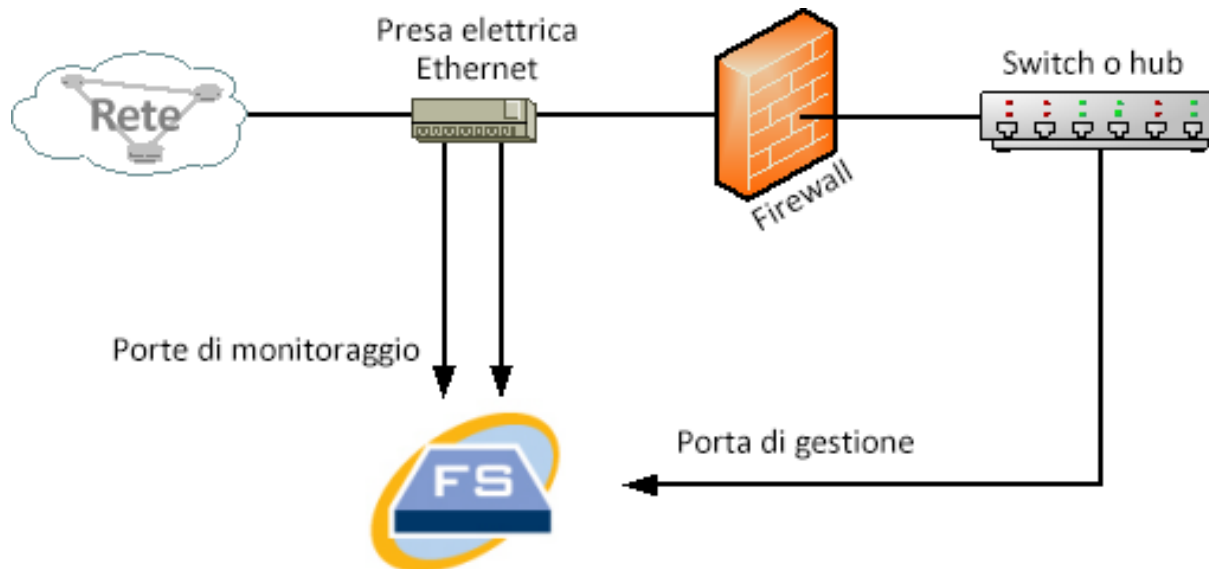 Presa elettrica
Ethernet
Switch o hub
Rete
Firewall
Porte di monitoraggio
Porta di gestione
FS